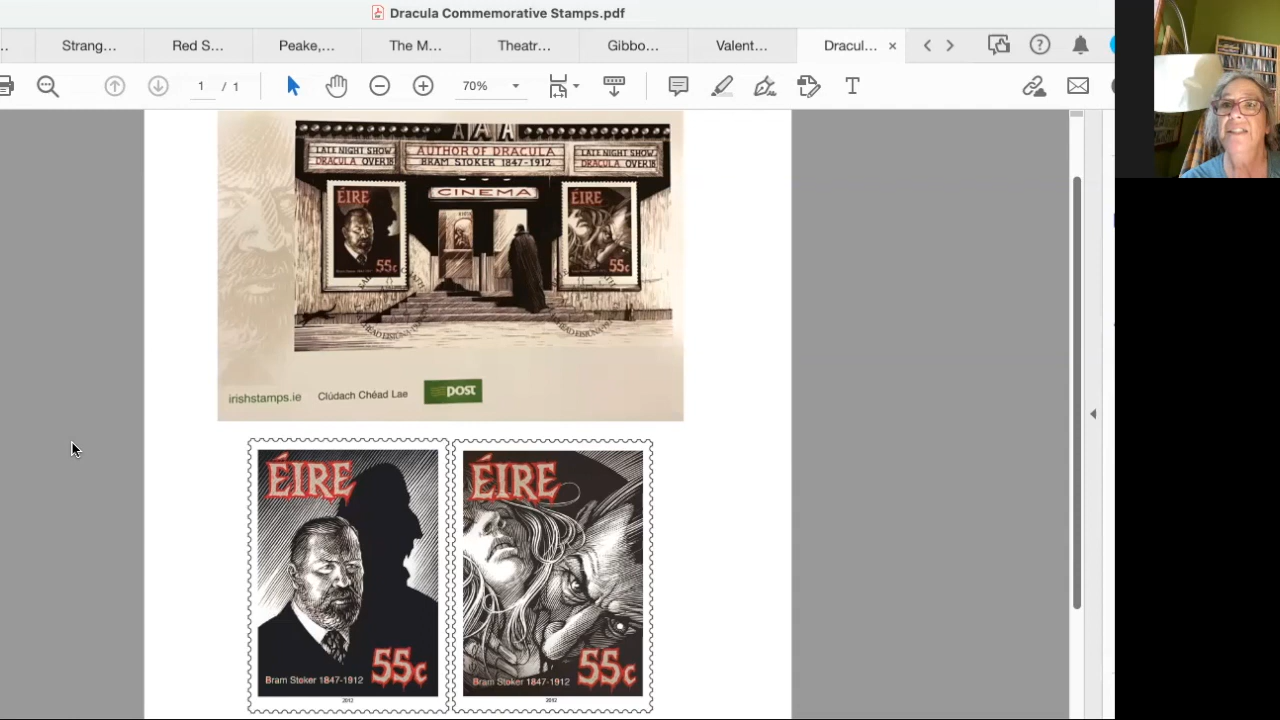 Dracula Commemorative Stamps.pdf
... Strang... Red S... Peake,... The M... Theatr... Gibbo... Valent... Dracul... ×
1 / 1 70%
LATE NIGHT SHOW
DRACULA OVER18
AUTHOR OF DRACULA
BRAM STOKER 1847-1912
LATE NIGHT SHOW
DRACULA OVER18
CINEMA
ÉIRE
55c
ÉIRE
55c
irishstamps.ie Clúdach Chéad Lae post
ÉIRE
55c
Bram Stoker 1847-1912
2012
ÉIRE
55c
Bram Stoker 1847-1912
2012